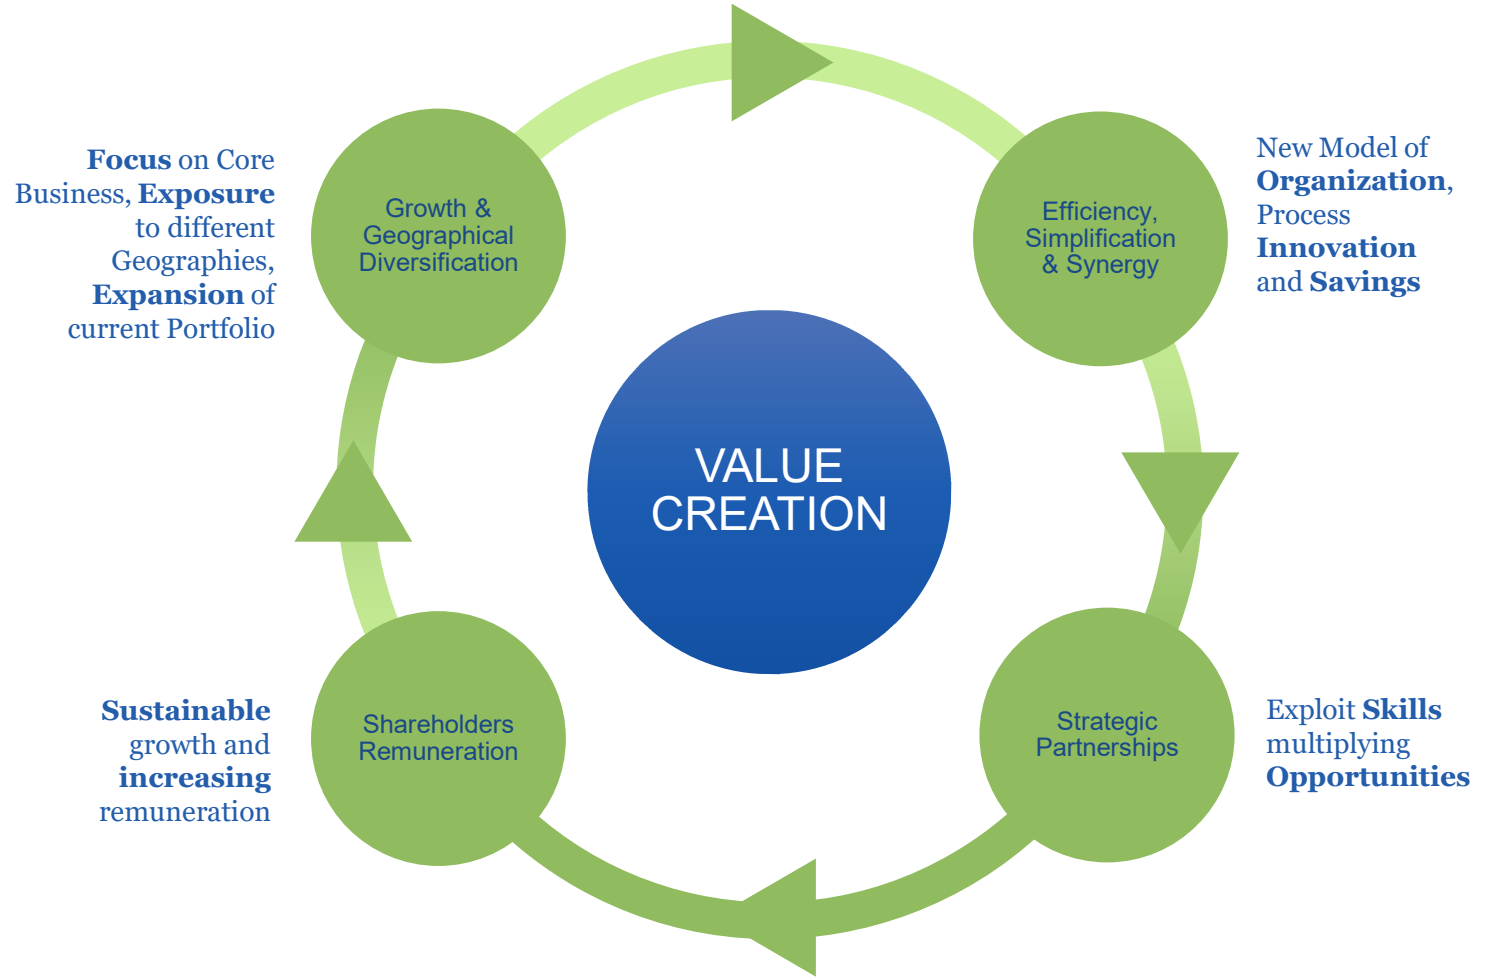 Focus on Core
Business, Exposure
to different
Geographies,
Expansion of
current Portfolio
Growth &
Geographical
Diversification
Efficiency,
Simplification
& Synergy
New Model of
Organization,
Process
Innovation
and Savings
VALUE
CREATION
Sustainable
growth and
increasing
remuneration
Shareholders
Remuneration
Strategic
Partnerships
Exploit Skills
multiplying
Opportunities